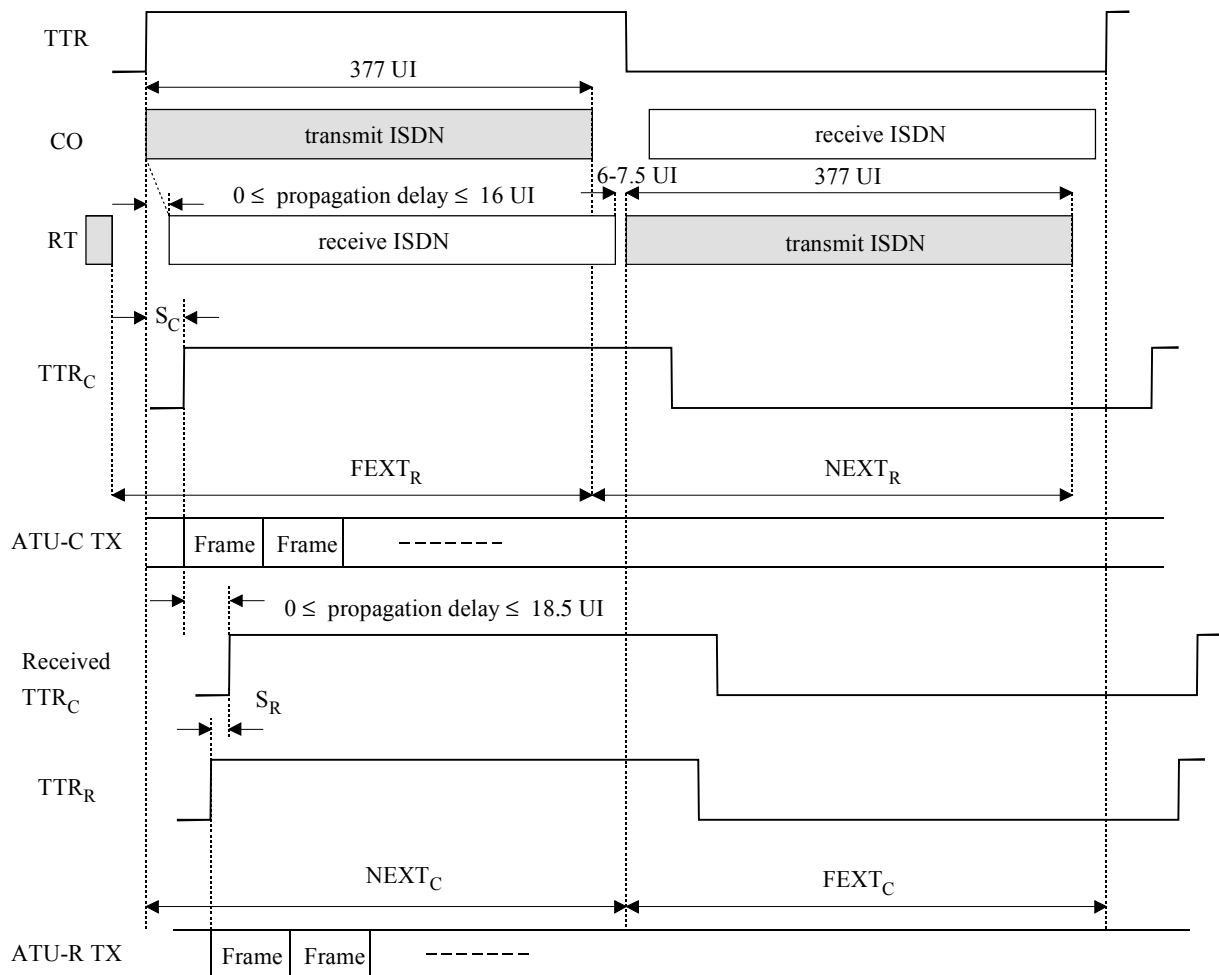 TTR
377 UI
CO
transmit ISDN
receive ISDN
6-7.5 UI
377 UI
0 ≤ propagation delay ≤ 16 UI
RT
receive ISDN
transmit ISDN
S_C
TTR_C
FEXT_R
NEXT_R
ATU-C TX
Frame
Frame
0 ≤ propagation delay ≤ 18.5 UI
Received
TTR_C
S_R
TTR_R
NEXT_C
FEXT_C
ATU-R TX
Frame
Frame